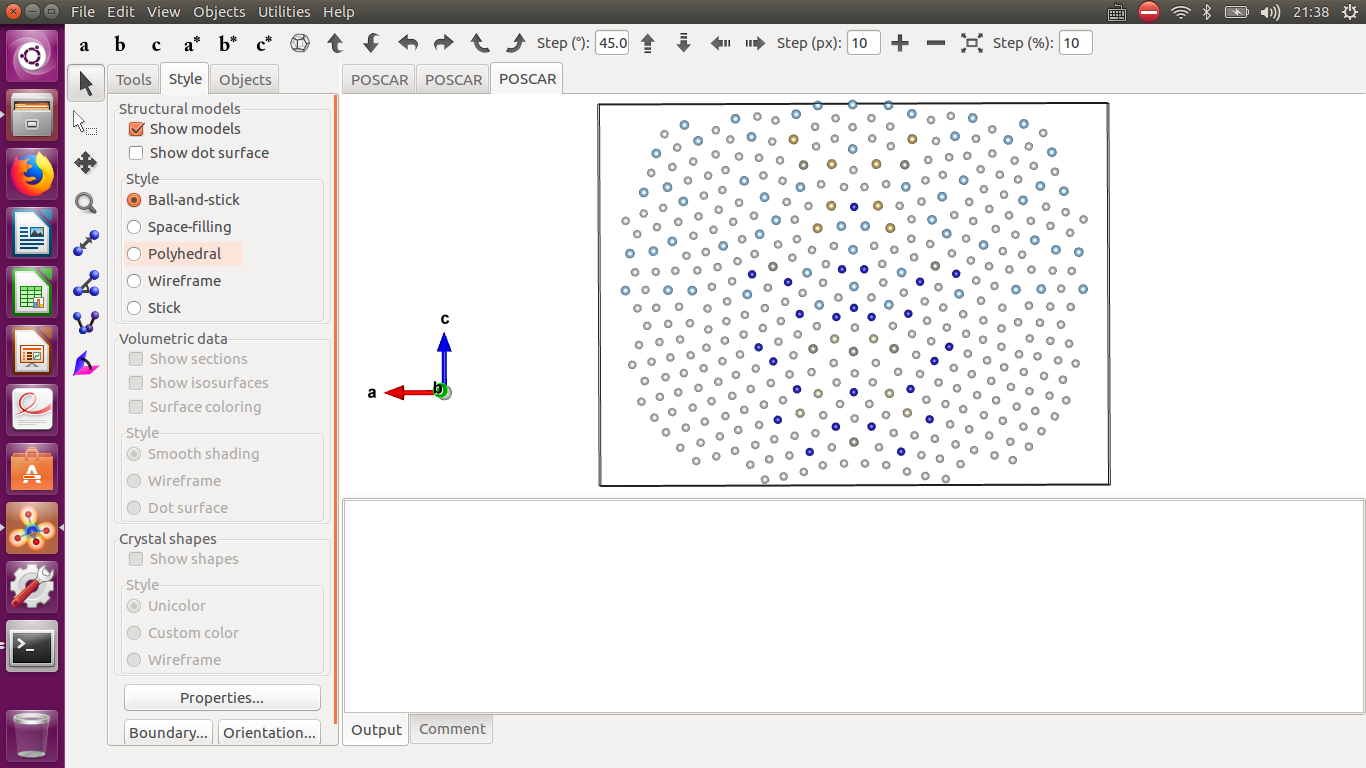 File Edit View Objects Utilities Help
21:38
a b c a* b* c* Step (°): 45.0 Step (px): 10 Step (%): 10
Tools Style Objects
POSCAR POSCAR POSCAR
Structural models
Show models
Show dot surface
Style
Ball-and-stick
Space-filling
Polyhedral
Wireframe
Stick
Volumetric data
Show sections
Show isosurfaces
Surface coloring
Style
Smooth shading
Wireframe
Dot surface
Crystal shapes
Show shapes
Style
Unicolor
Custom color
Wireframe
Properties...
Boundary... Orientation...
c
a b
Output Comment